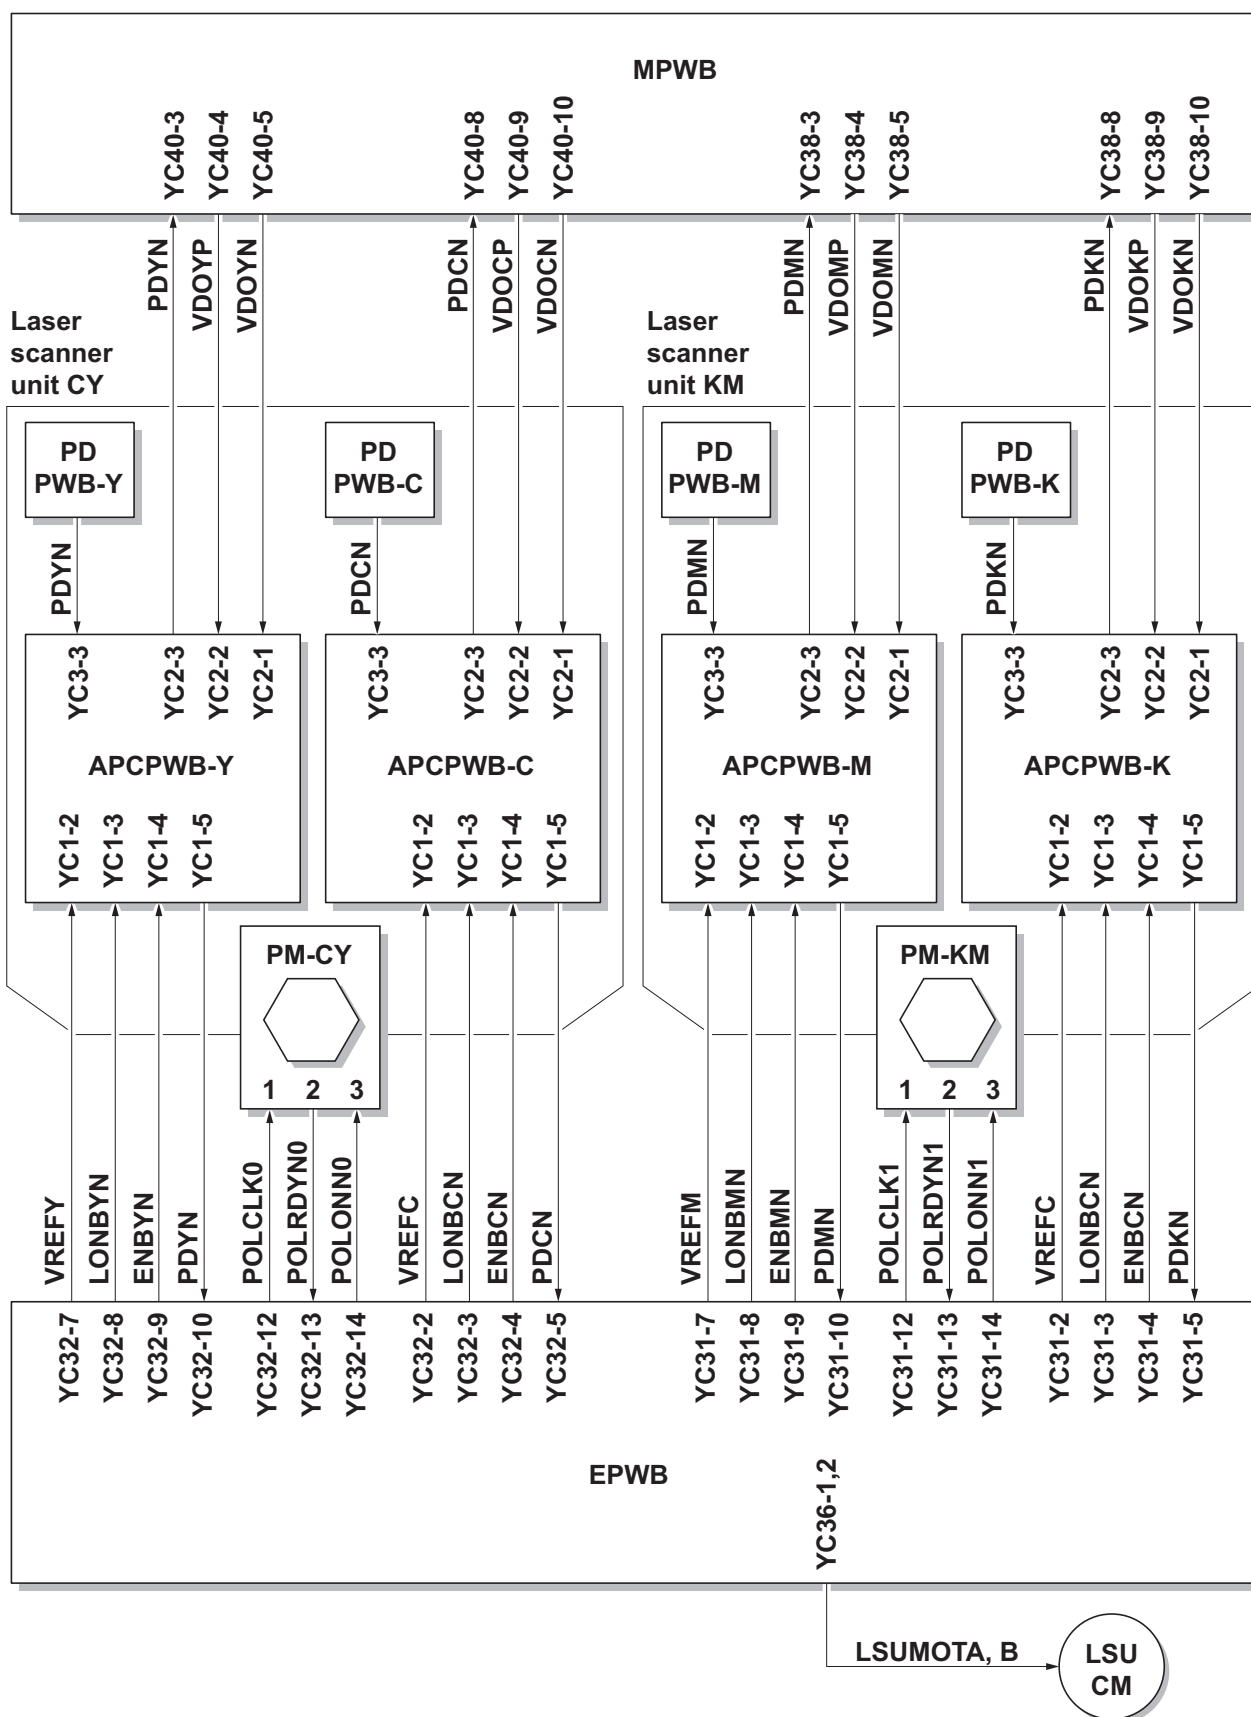 MPWB
YC40-3
YC40-4
YC40-5
YC40-8
YC40-9
YC40-10
YC38-3
YC38-4
YC38-5
YC38-8
YC38-9
YC38-10
PDYN
VDOYP
VDOYN
PDCN
VDOCP
VDOCN
PDMN
VDOMP
VDOMN
PDKN
VDOKP
VDOKN
Laser
scanner
unit CY
Laser
scanner
unit KM
PD
PWB-Y
PD
PWB-C
PD
PWB-M
PD
PWB-K
PDYN
PDCN
PDMN
PDKN
YC3-3
YC2-3
YC2-2
YC2-1
YC3-3
YC2-3
YC2-2
YC2-1
YC3-3
YC2-3
YC2-2
YC2-1
YC3-3
YC2-3
YC2-2
YC2-1
APCPWB-Y
APCPWB-C
APCPWB-M
APCPWB-K
YC1-2
YC1-3
YC1-4
YC1-5
YC1-2
YC1-3
YC1-4
YC1-5
YC1-2
YC1-3
YC1-4
YC1-5
YC1-2
YC1-3
YC1-4
YC1-5
PM-CY
1 2 3
PM-KM
1 2 3
VREFY
LONBYN
ENBYN
PDYN
POLCLK0
POLRDYN0
POLONN0
VREFC
LONBCN
ENBCN
PDCN
VREFM
LONBMN
ENBMN
PDMN
POLCLK1
POLRDYN1
POLONN1
VREFC
LONBCN
ENBCN
PDKN
YC32-7
YC32-8
YC32-9
YC32-10
YC32-12
YC32-13
YC32-14
YC32-2
YC32-3
YC32-4
YC32-5
YC31-7
YC31-8
YC31-9
YC31-10
YC31-12
YC31-13
YC31-14
YC31-2
YC31-3
YC31-4
YC31-5
EPWB
YC36-1,2
LSUMOTA, B
LSU
CM